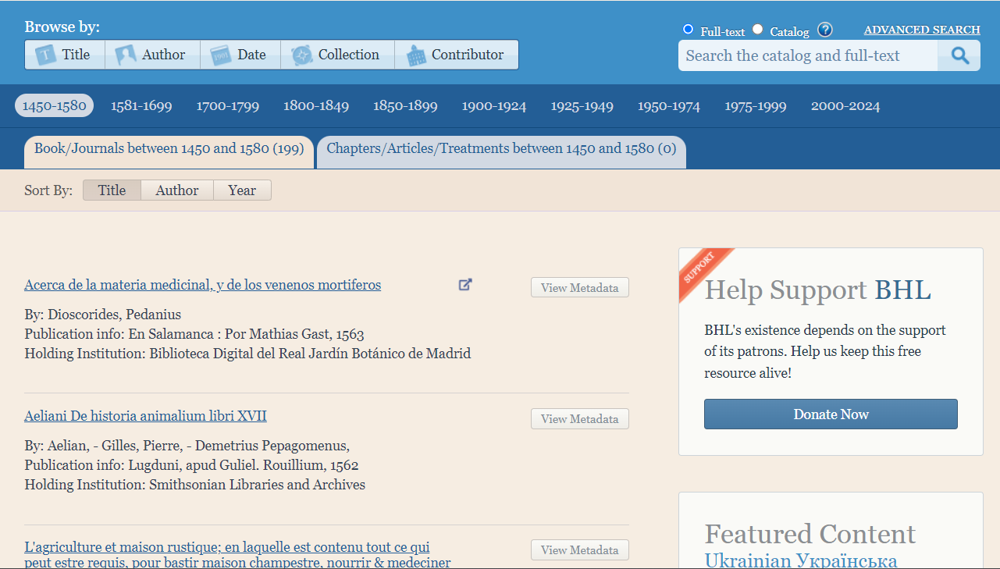 Browse by:
Title Author Date Collection Contributor
Full-text Catalog ? ADVANCED SEARCH
Search the catalog and full-text
1450-1580 1581-1699 1700-1799 1800-1849 1850-1899 1900-1924 1925-1949 1950-1974 1975-1999 2000-2024
Book/Journals between 1450 and 1580 (199) Chapters/Articles/Treatments between 1450 and 1580 (0)
Sort By: Title Author Year
Acerca de la materia medicinal, y de los venenos mortiferos
View Metadata
By: Dioscorides, Pedanius
Publication info: En Salamanca : Por Mathias Gast, 1563
Holding Institution: Biblioteca Digital del Real Jardín Botánico de Madrid
Aeliani De historia animalium libri XVII
View Metadata
By: Aelian, - Gilles, Pierre, - Demetrius Pepagomenus,
Publication info: Lugduni, apud Guliel. Rouillium, 1562
Holding Institution: Smithsonian Libraries and Archives
L'agriculture et maison rustique; en laquelle est contenu tout ce qui
peut estre requis, pour bastir maison champestre, nourrir & medeciner
View Metadata
SUPPORT
Help Support BHL
BHL's existence depends on the support
of its patrons. Help us keep this free
resource alive!
Donate Now
Featured Content
Ukrainian Українська